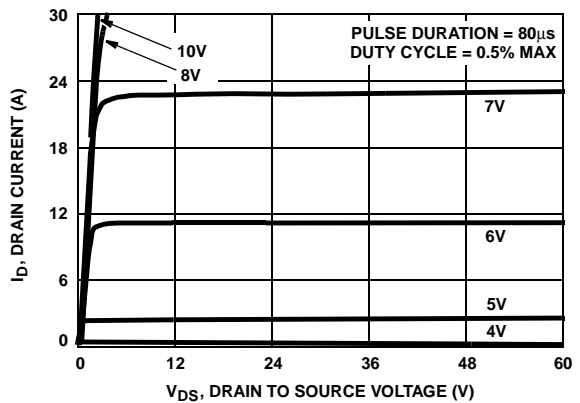 30
24
18
12
6
0
I_D, DRAIN CURRENT (A)
10V
8V
PULSE DURATION = 80µs
DUTY CYCLE = 0.5% MAX
7V
6V
5V
4V
0
12
24
36
48
60
V_DS, DRAIN TO SOURCE VOLTAGE (V)